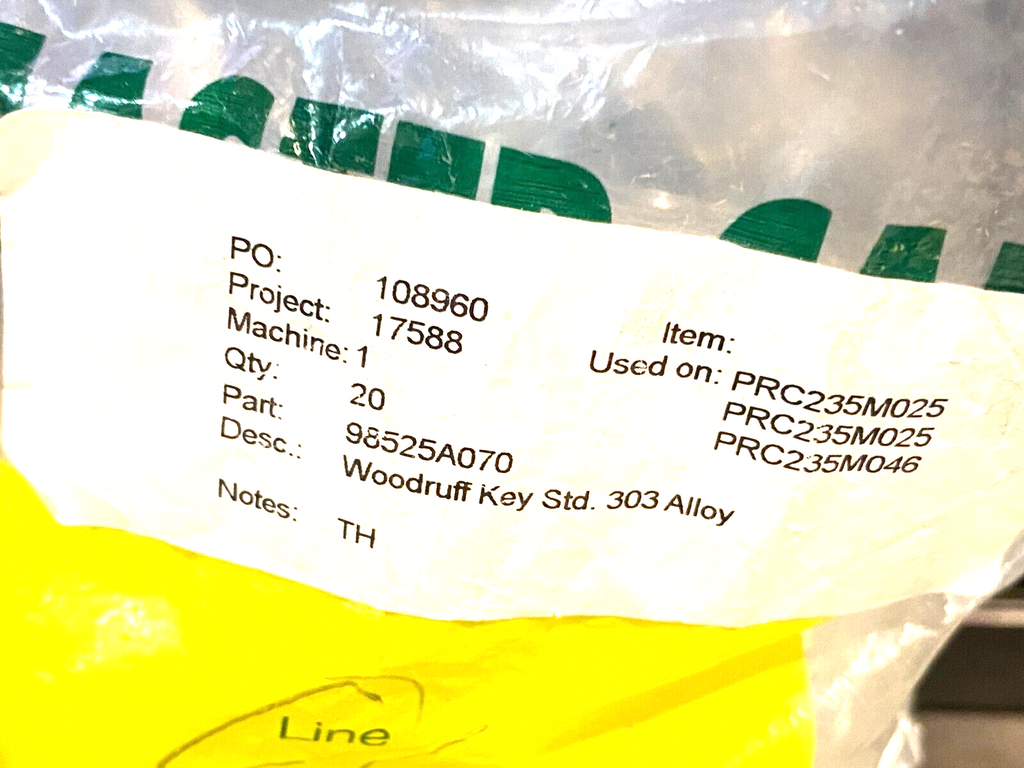 PO: 108960
Project: 17588
Machine: 1
Qty: 20
Part: 98525A070
Desc.: Woodruff Key Std. 303 Alloy
Notes: TH
Item:
Used on: PRC235M025
PRC235M025
PRC235M046
Line